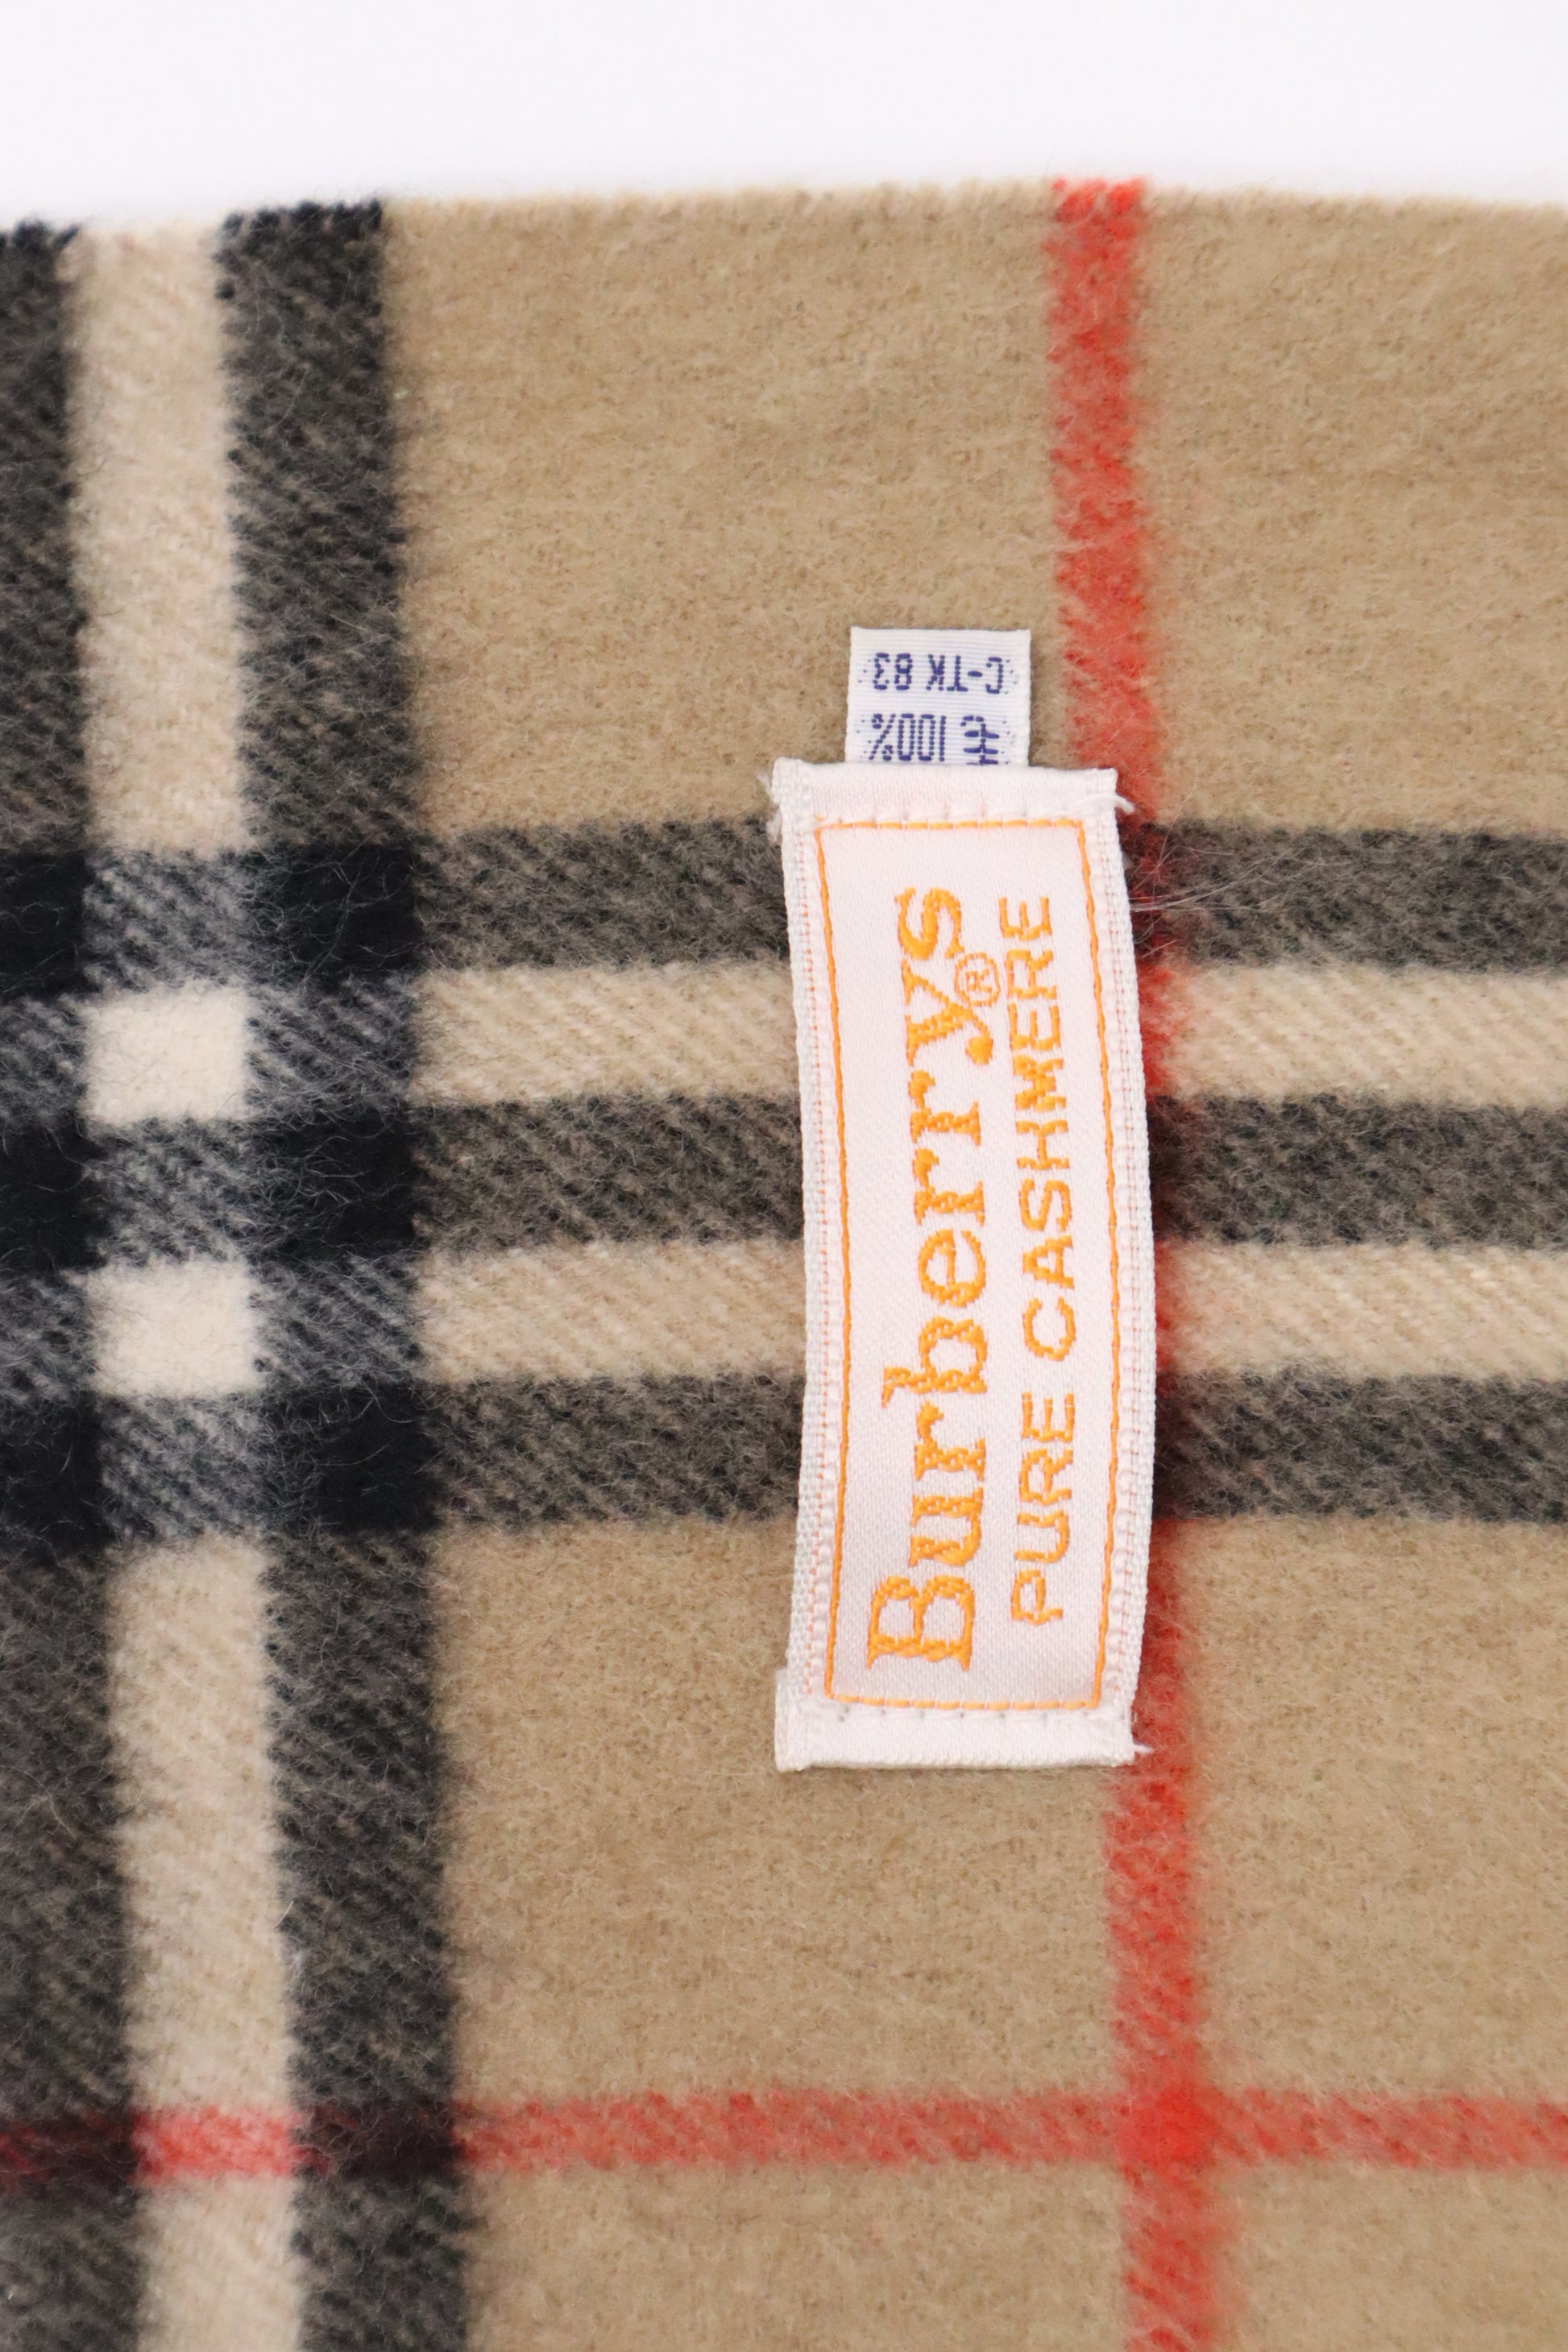 Burberrys®
PURE CASHMERE
100%
C-TK 83